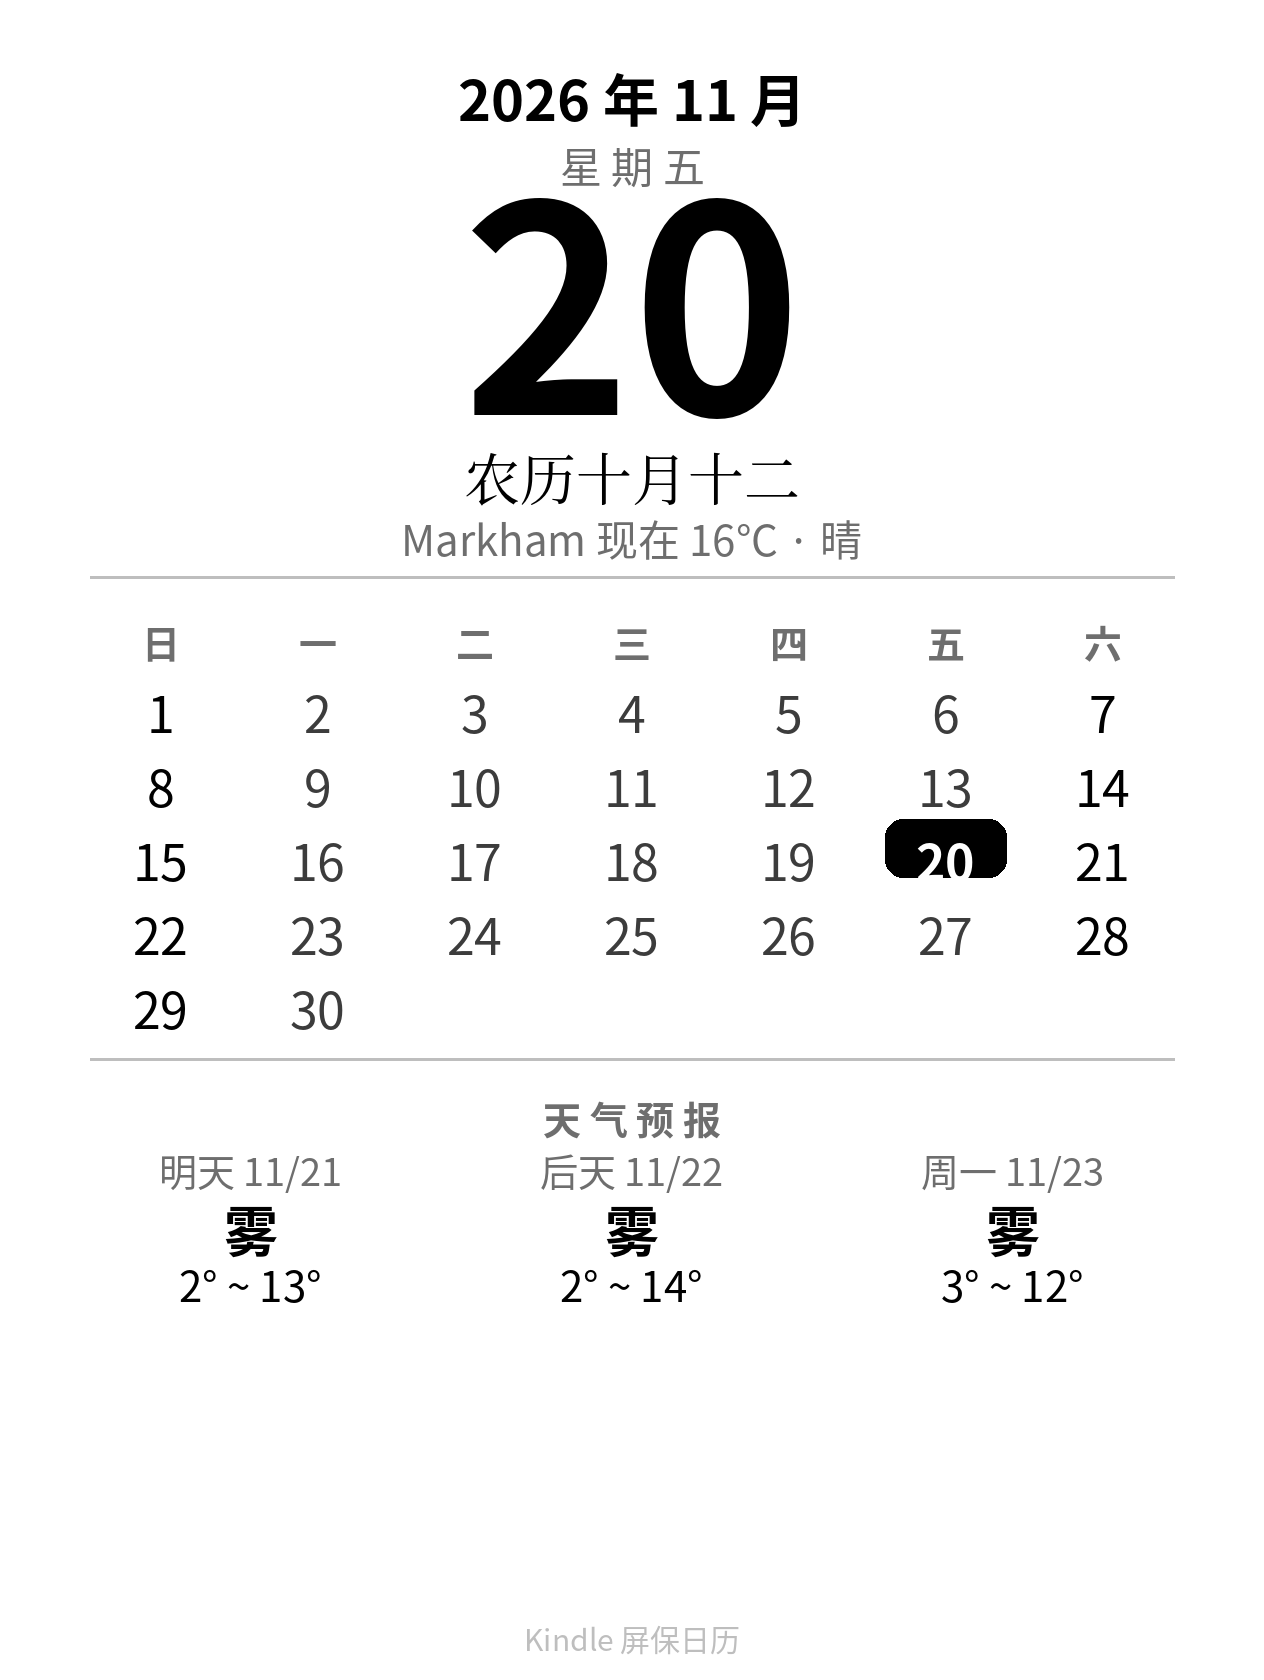 2026 年 11 月
星期五
20
农历十月十二
Markham 现在 16°C · 晴
日 一 二 三 四 五 六
1 2 3 4 5 6 7
8 9 10 11 12 13 14
15 16 17 18 19 20 21
22 23 24 25 26 27 28
29 30
天气预报
明天 11/21 后天 11/22 周一 11/23
雾 雾 雾
2° ~ 13° 2° ~ 14° 3° ~ 12°
Kindle 屏保日历